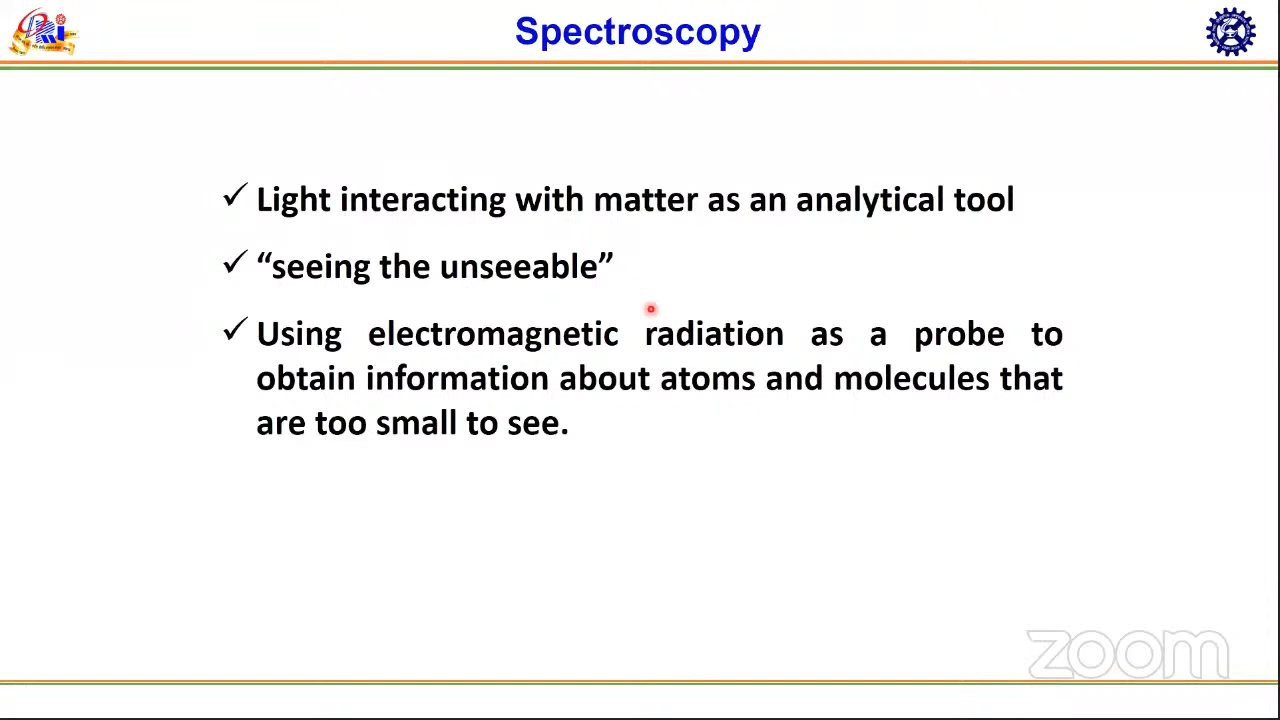 Spectroscopy
✓ Light interacting with matter as an analytical tool
✓ “seeing the unseeable”
✓ Using electromagnetic radiation as a probe to
obtain information about atoms and molecules that
are too small to see.
zoom